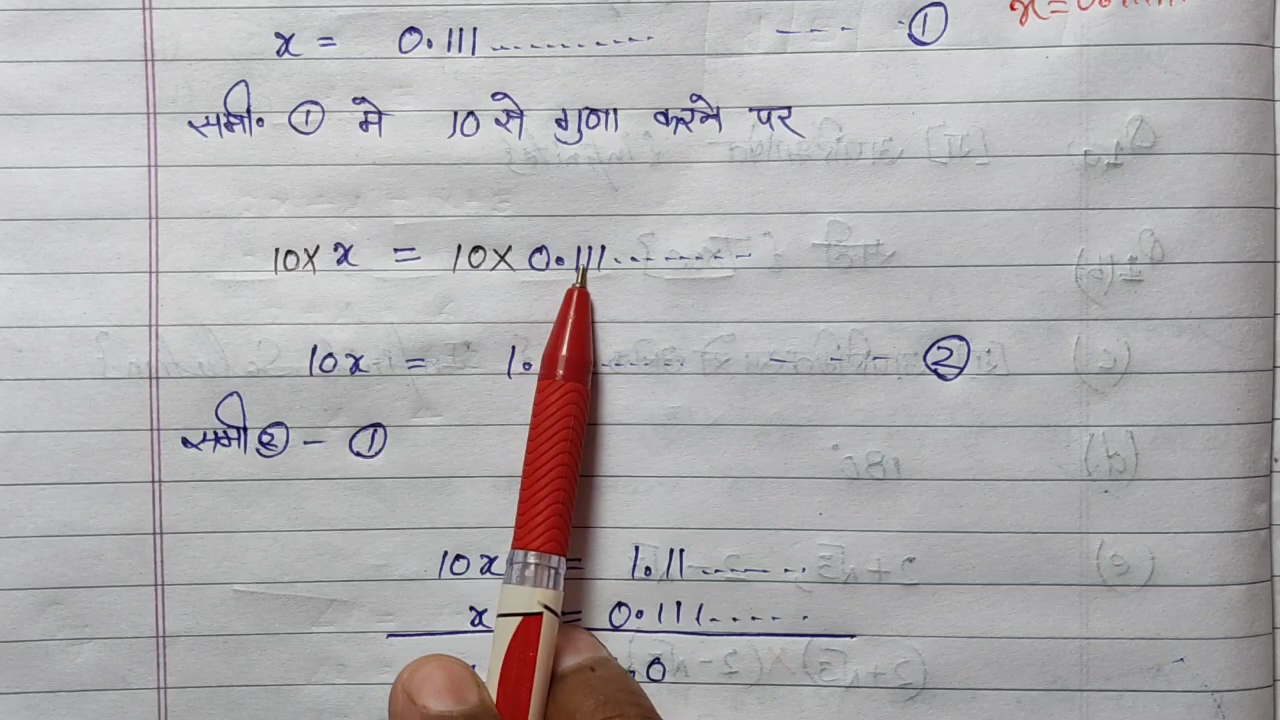 x = 0.111.............. --- - ①
समी. ① मे 10 से गुना करने पर
10 X x = 10 X 0.111...........
10x = 1. ......... - - - - ②
समी ② - ①
10x = 1.11........
x = 0.111......